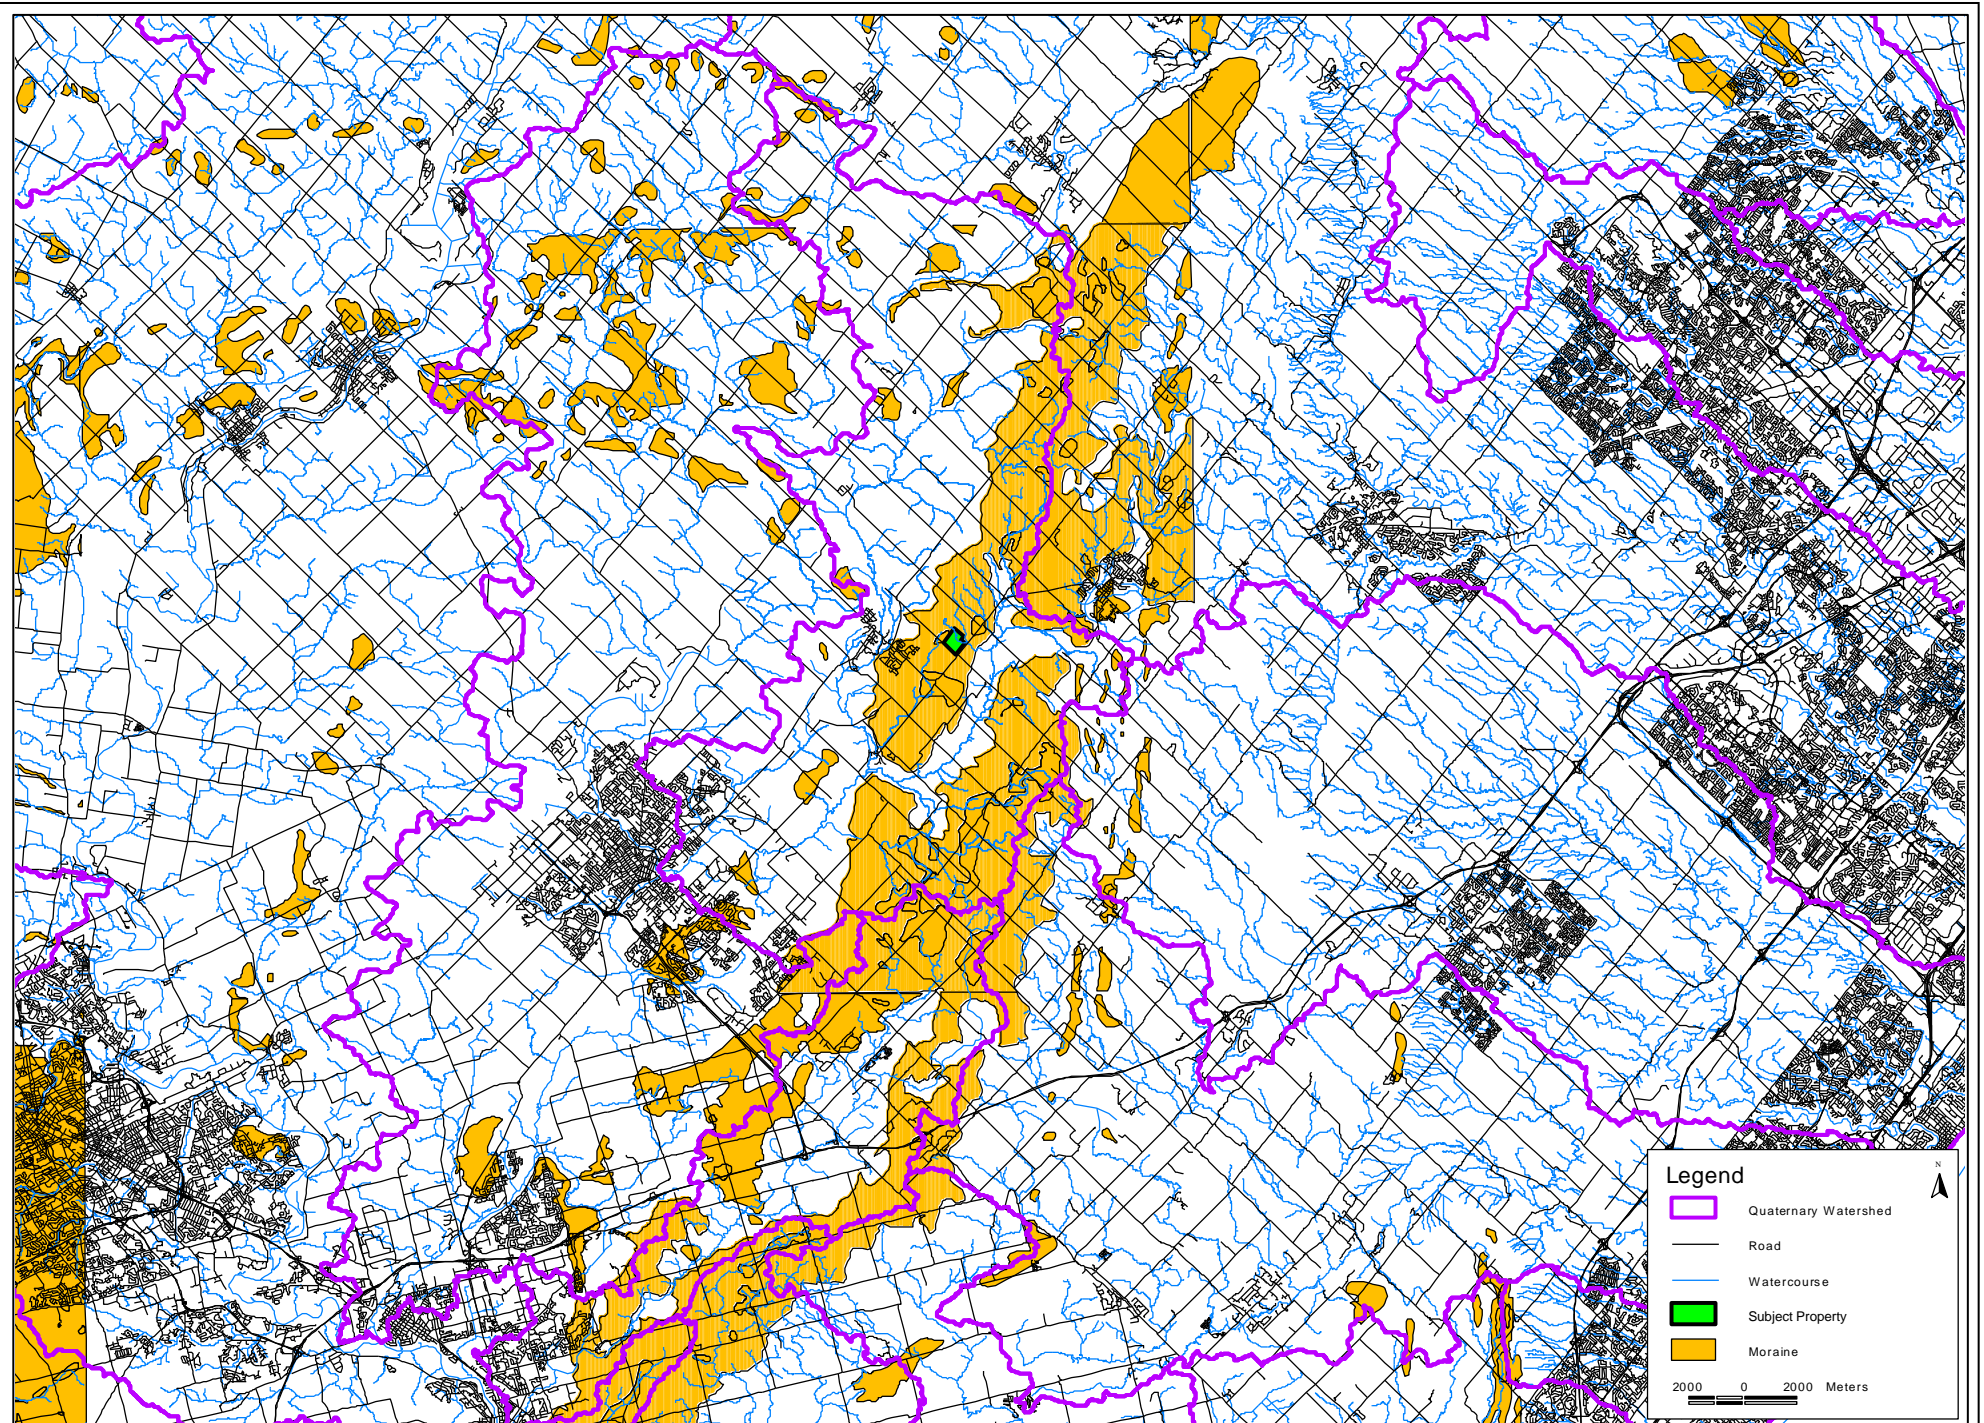 Legend
N
Quaternary Watershed
Road
Watercourse
Subject Property
Moraine
2000 0 2000 Meters